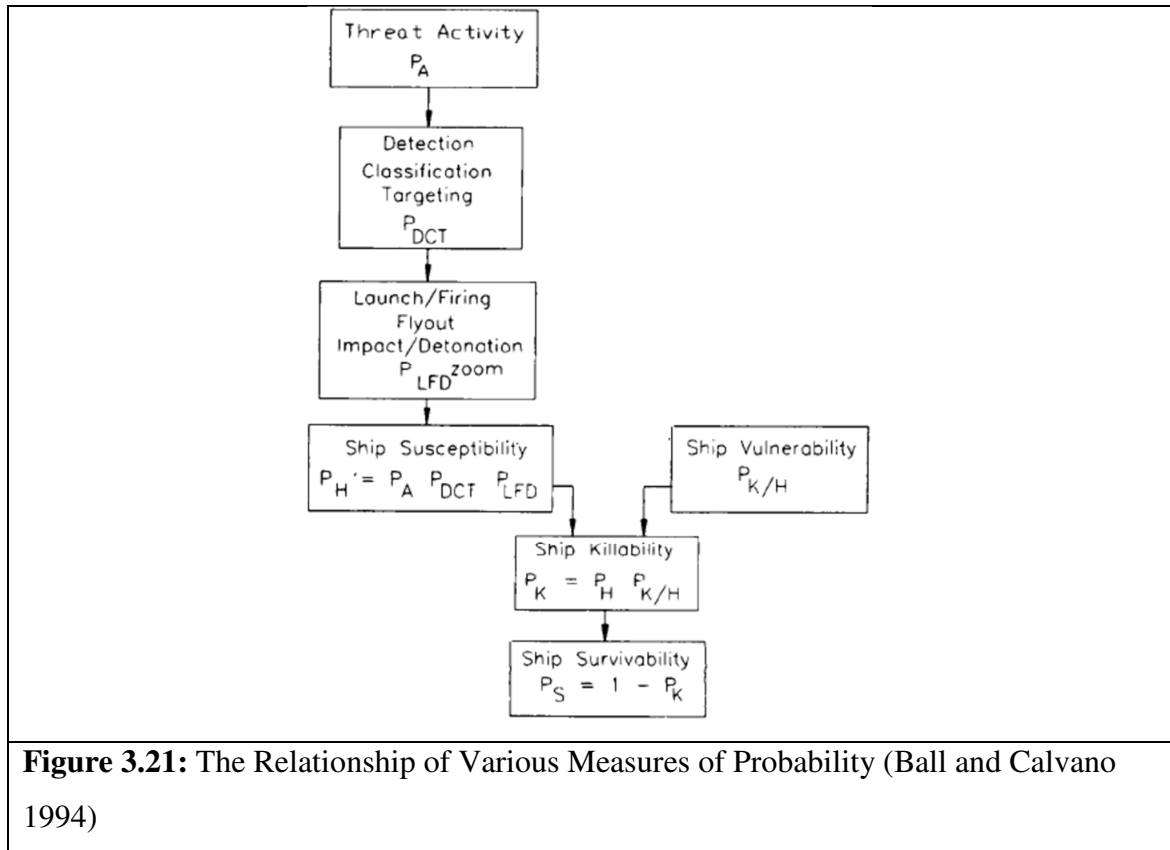 Threat Activity
P_A
Detection
Classification
Targeting
P_DCT
Launch/Firing
Flyout
Impact/Detonation
P_LFD zoom
Ship Susceptibility
P_H = P_A P_DCT P_LFD
Ship Vulnerability
P_K/H
Ship Killability
P_K = P_H P_K/H
Ship Survivability
P_S = 1 - P_K
Figure 3.21: The Relationship of Various Measures of Probability (Ball and Calvano
1994)